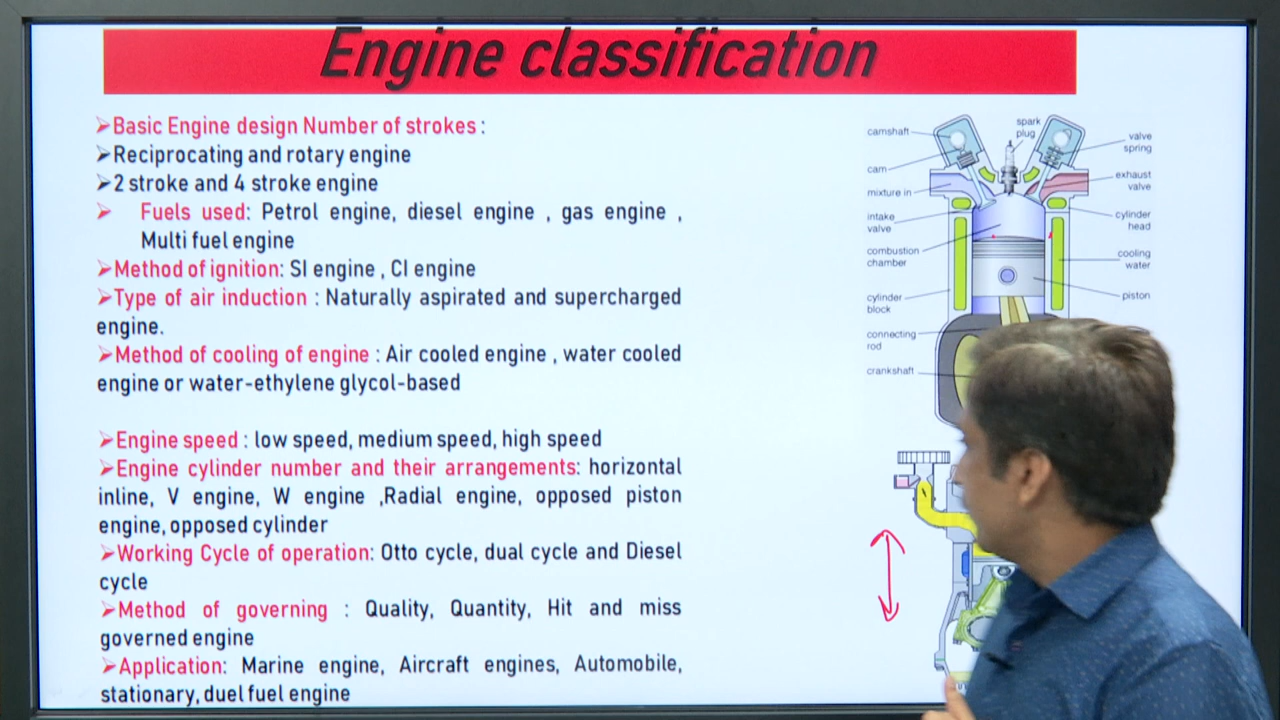 Engine classification
➢Basic Engine design Number of strokes :
➢Reciprocating and rotary engine
➢2 stroke and 4 stroke engine
➢ Fuels used: Petrol engine, diesel engine , gas engine ,
Multi fuel engine
➢Method of ignition: SI engine , CI engine
➢Type of air induction : Naturally aspirated and supercharged
engine.
➢Method of cooling of engine : Air cooled engine , water cooled
engine or water-ethylene glycol-based
➢Engine speed : low speed, medium speed, high speed
➢Engine cylinder number and their arrangements: horizontal
inline, V engine, W engine ,Radial engine, opposed piston
engine, opposed cylinder
➢Working Cycle of operation: Otto cycle, dual cycle and Diesel
cycle
➢Method of governing : Quality, Quantity, Hit and miss
governed engine
➢Application: Marine engine, Aircraft engines, Automobile,
stationary, duel fuel engine
camshaft
cam
mixture in
intake
valve
combustion
chamber
cylinder
block
connecting
rod
crankshaft
spark
plug
valve
spring
exhaust
valve
cylinder
head
cooling
water
piston